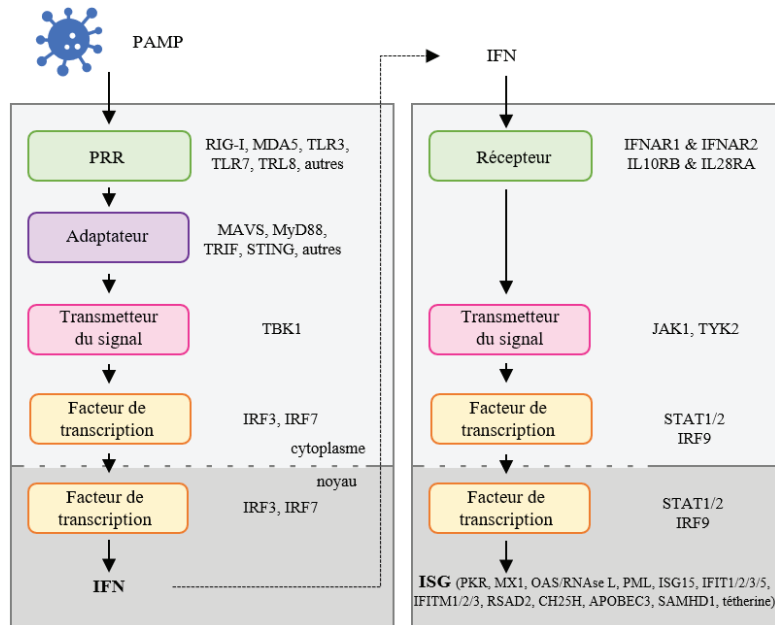 PAMP
PRR
RIG-I, MDA5, TLR3,
TLR7, TRL8, autres
Adaptateur
MAVS, MyD88,
TRIF, STING, autres
Transmetteur
du signal
TBK1
Facteur de
transcription
IRF3, IRF7
cytoplasme
noyau
Facteur de
transcription
IRF3, IRF7
IFN
IFN
Récepteur
IFNAR1 & IFNAR2
IL10RB & IL28RA
Transmetteur
du signal
JAK1, TYK2
Facteur de
transcription
STAT1/2
IRF9
Facteur de
transcription
STAT1/2
IRF9
ISG (PKR, MX1, OAS/RNAse L, PML, ISG15, IFIT1/2/3/5,
IFITM1/2/3, RSAD2, CH25H, APOBEC3, SAMHD1, tétherine)